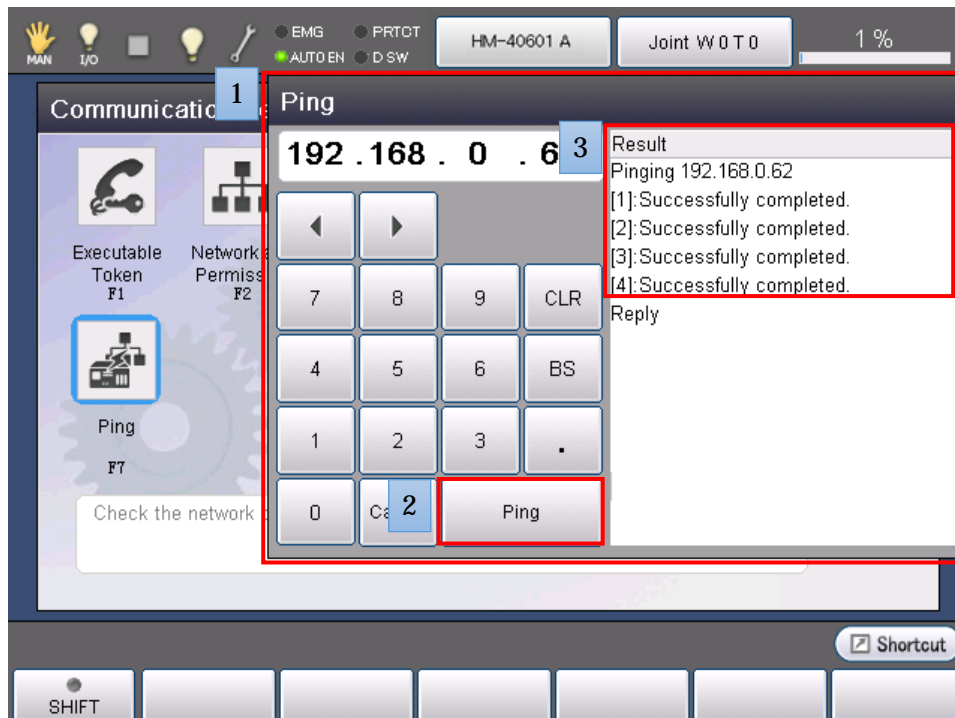 MAN
I/O
EMG
PRTCT
AUTO EN
D SW
HM-40601 A
Joint W 0 T 0
1 %
1
Ping
192 .168 . 0 . 6
3
Result
Pinging 192.168.0.62
[1]:Successfully completed.
[2]:Successfully completed.
[3]:Successfully completed.
[4]:Successfully completed.
Reply
Executable
Token
F1
Network
Permiss
F2
Ping
F7
Check the network
7
8
9
CLR
4
5
6
BS
1
2
3
.
0
Ca
2
Ping
Shortcut
SHIFT